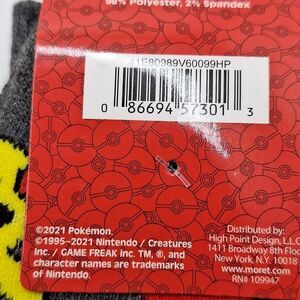 98% Polyester, 2% Spandex
41E80989V60099HP
0 86694 57301 3
©2021 Pokémon.
©1995-2021 Nintendo / Creatures
Inc. / GAME FREAK inc. TM, ®, and
character names are trademarks
of Nintendo.
Distributed by:
High Point Design, L.L.C
1411 Broadway 8th Floor
New York, N.Y. 10018
www.moret.com
RN# 109947